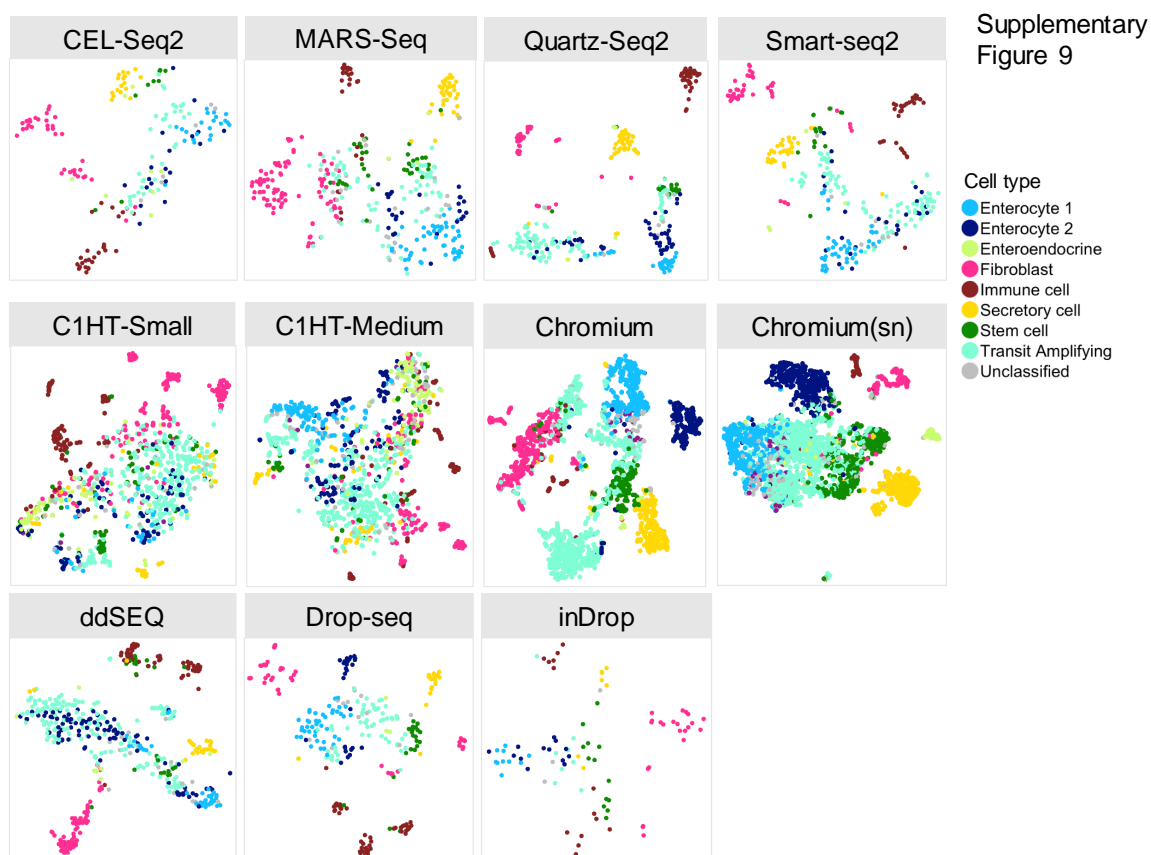 Supplementary
Figure 9
CEL-Seq2
MARS-Seq
Quartz-Seq2
Smart-seq2
Cell type
Enterocyte 1
Enterocyte 2
Enteroendocrine
Fibroblast
Immune cell
Secretory cell
Stem cell
Transit Amplifying
Unclassified
C1HT-Small
C1HT-Medium
Chromium
Chromium(sn)
ddSEQ
Drop-seq
inDrop